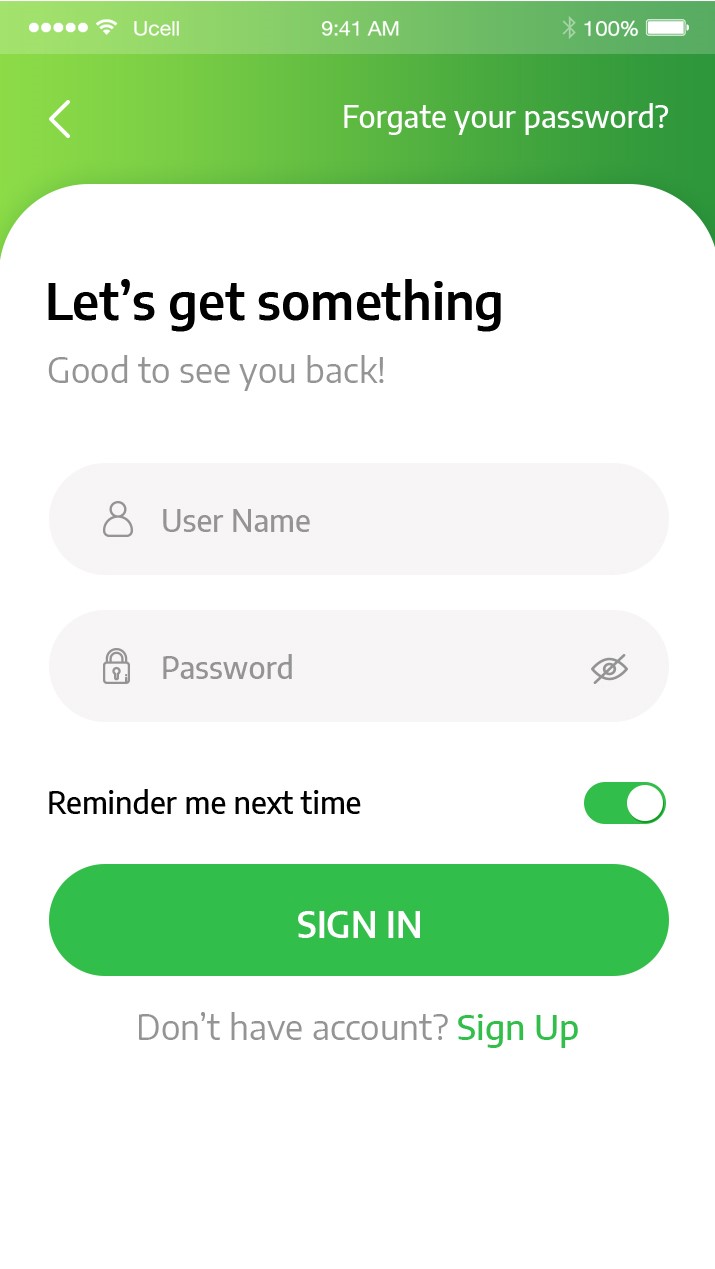 Ucell 9:41 AM 100%
Forgate your password?
Let’s get something
Good to see you back!
User Name
Password
Reminder me next time
SIGN IN
Don’t have account? Sign Up